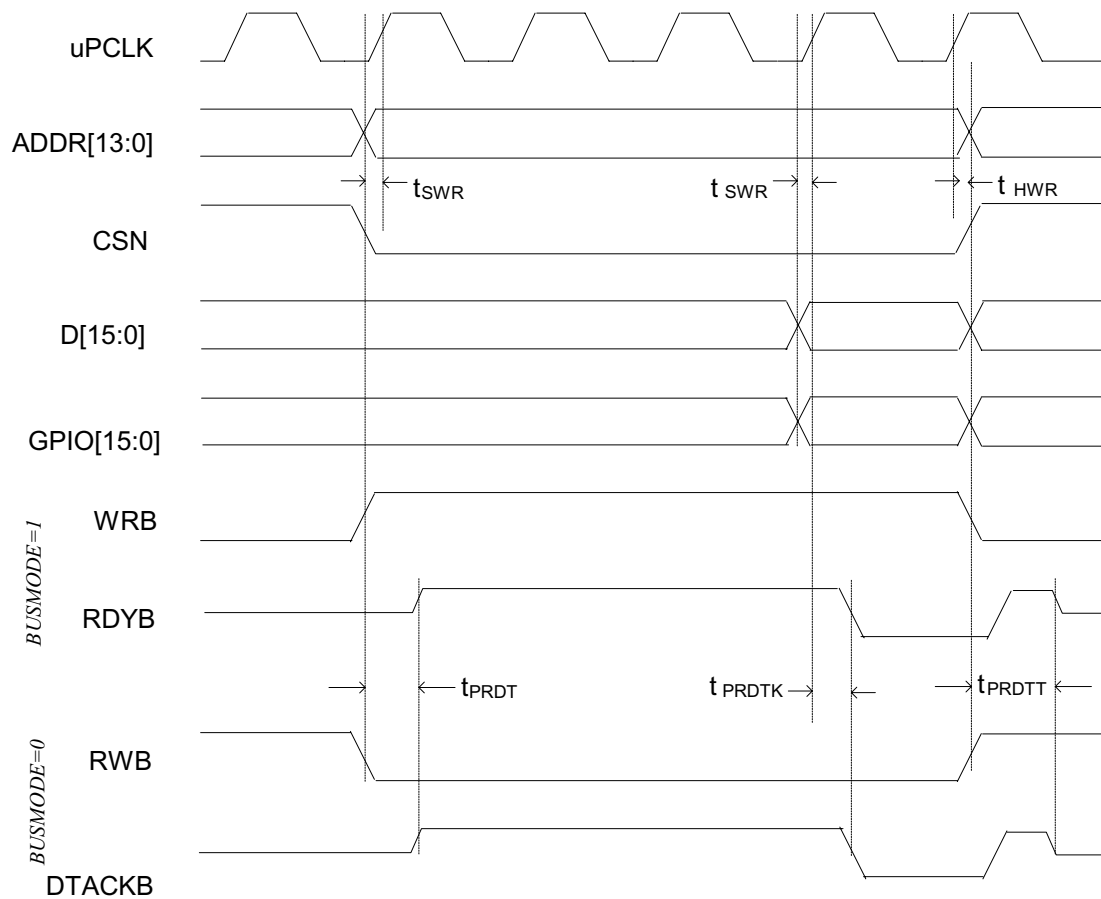 uPCLK
ADDR[13:0]
tSWR
t SWR
t HWR
CSN
D[15:0]
GPIO[15:0]
WRB
BUSMODE=1
RDYB
tPRDT
t PRDTK
tPRDTT
RWB
BUSMODE=0
DTACKB